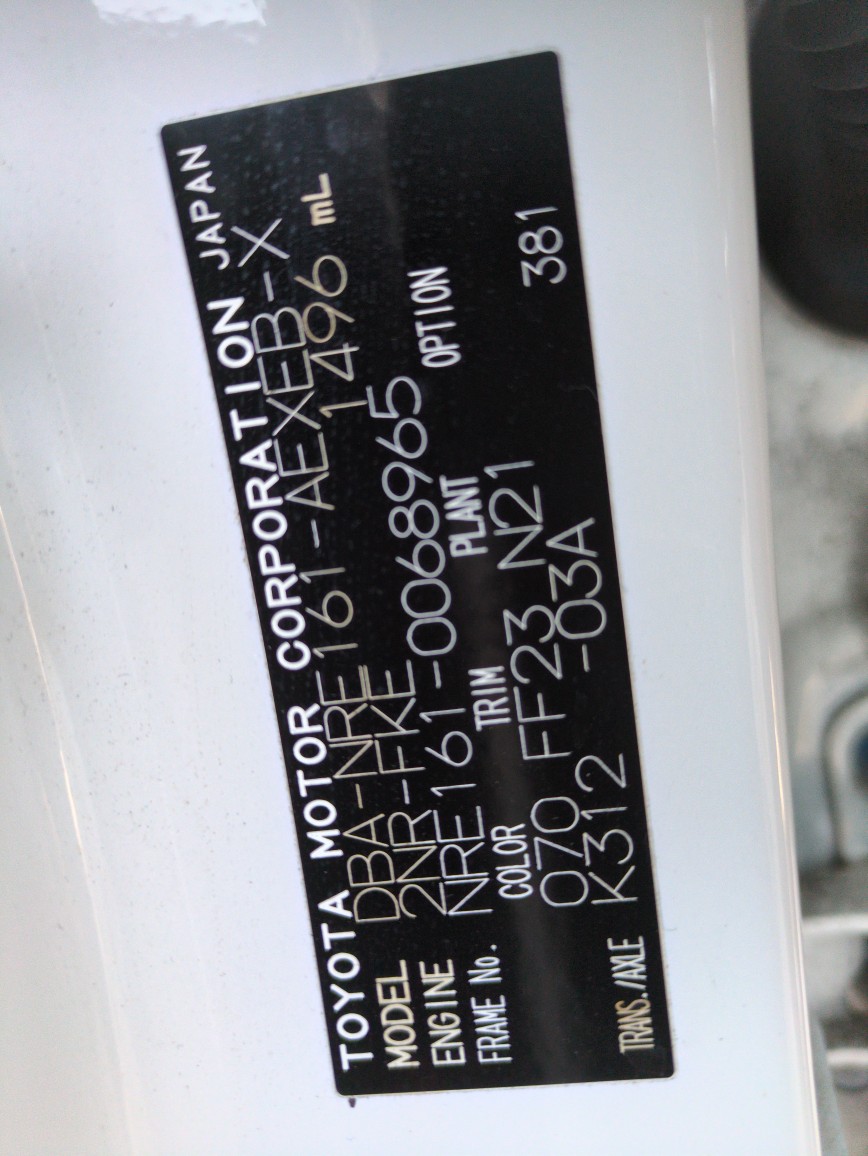 TOYOTA MOTOR CORPORATION JAPAN
MODEL DBA-NRE161-AEXEB-X
ENGINE 2NR-FKE 1496 mL
FRAME No. NRE161-0068965
COLOR TRIM PLANT OPTION
070 FF23 N21 381
TRANS./AXLE K312 -03A